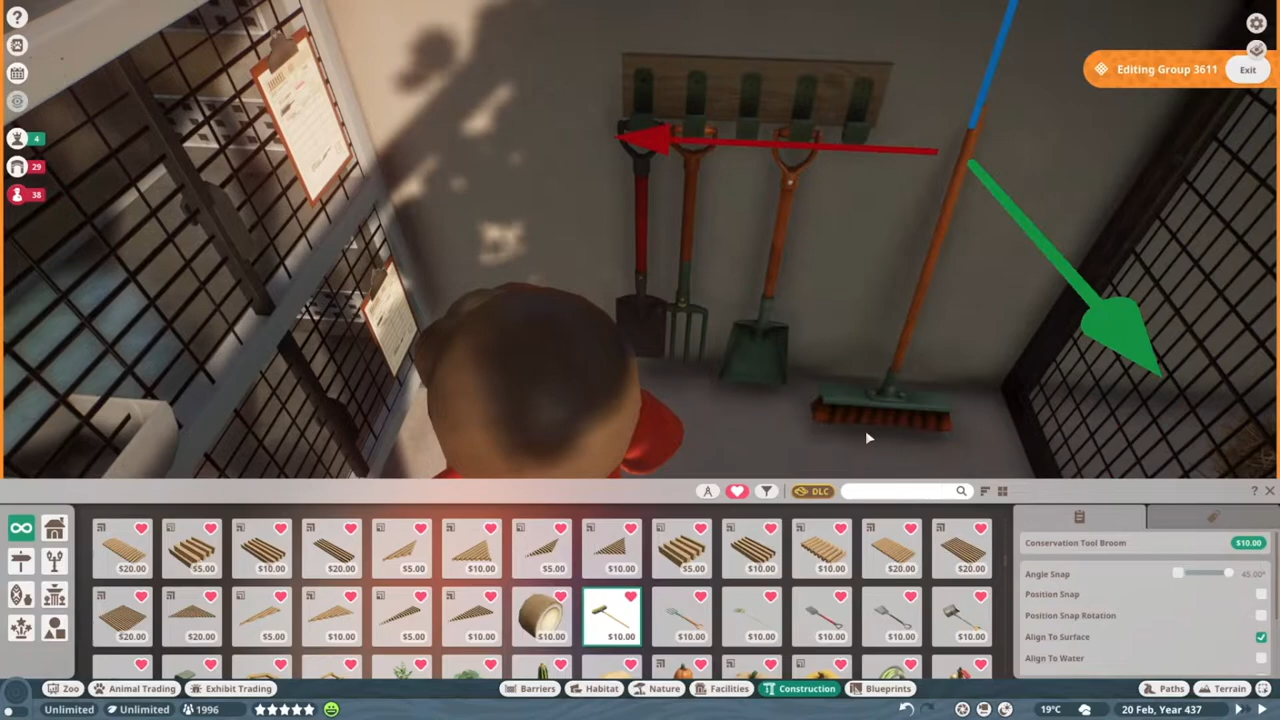 Editing Group 3611
Exit
?
4
29
38
DLC
?
$20.00 $5.00 $10.00 $20.00 $5.00 $10.00 $5.00 $10.00 $5.00 $10.00 $10.00 $20.00 $20.00
$20.00 $20.00 $10.00 $10.00 $5.00 $10.00 $10.00 $10.00 $10.00 $10.00 $10.00 $10.00 $10.00
Conservation Tool Broom $10.00
Angle Snap 45.00°
Position Snap
Position Snap Rotation
Align To Surface
Align To Water
Zoo Animal Trading Exhibit Trading Barriers Habitat Nature Facilities Construction Blueprints Paths Terrain
Unlimited Unlimited 1996 19°C 20 Feb, Year 437